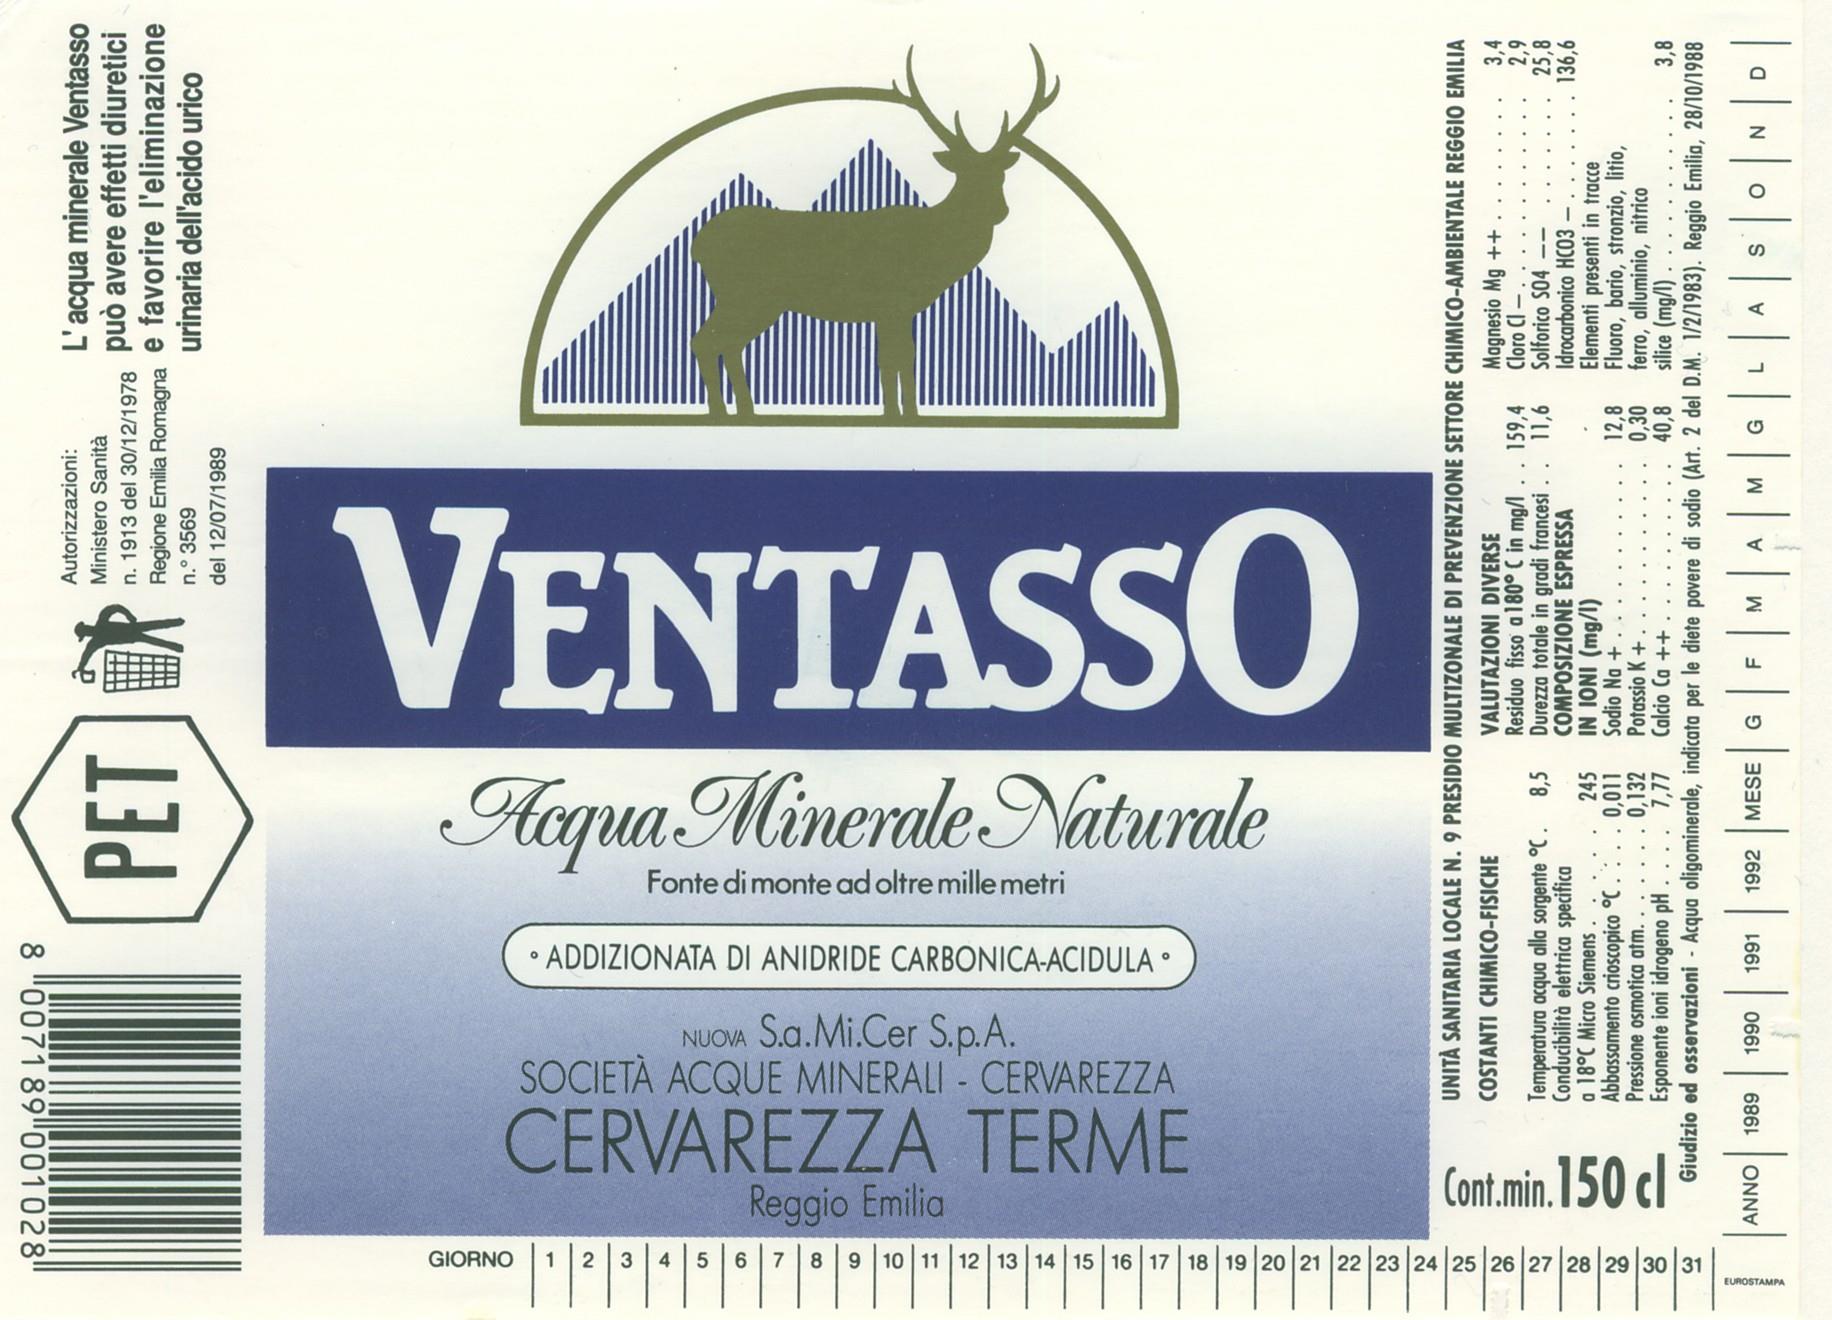 L'acqua minerale Ventasso
può avere effetti diuretici
e favorire l'eliminazione
urinaria dell'acido urico
Autorizzazioni:
Ministero Sanità
n. 1913 del 30/12/1978
Regione Emilia Romagna
n.° 3569
del 12/07/1989
PET
8 007189 001028
VENTASSO
Acqua Minerale Naturale
Fonte di monte ad oltre mille metri
° ADDIZIONATA DI ANIDRIDE CARBONICA-ACIDULA °
NUOVA S.a.Mi.Cer S.p.A.
SOCIETÀ ACQUE MINERALI - CERVAREZZA
CERVAREZZA TERME
Reggio Emilia
GIORNO 1 2 3 4 5 6 7 8 9 10 11 12 13 14 15 16 17 18 19 20 21 22 23 24 25 26 27 28 29 30 31
EUROSTAMPA
UNITÀ SANITARIA LOCALE N. 9 PRESIDIO MULTIZONALE DI PREVENZIONE SETTORE CHIMICO-AMBIENTALE REGGIO EMILIA
COSTANTI CHIMICO-FISICHE
Temperatura acqua alla sorgente °C . 8,5
Conducibilità elettrica specifica
a 18°C Micro Siemens . . . . . . 245
Abbassamento crioscopico °C . . . . 0,011
Pressione osmotica atm. . . . . . . 0,132
Esponente ioni idrogeno pH . . . . 7,77
VALUTAZIONI DIVERSE
Residuo fisso a 180° C in mg/l . . 159,4
Durezza totale in gradi francesi . . 11,6
COMPOSIZIONE ESPRESSA
IN IONI (mg/l)
Sodio Na + . . . . . . . . . . 12,8
Potassio K + . . . . . . . . . . 0,30
Calcio Ca ++ . . . . . . . . . . 40,8
Magnesio Mg ++ . . . . . . . . 3,4
Cloro Cl - . . . . . . . . . . 2,9
Solforico SO4 -- . . . . . . . . 25,8
Idrocarbonico HCO3 - . . . . . . 136,6
Elementi presenti in tracce
Fluoro, bario, stronzio, litio,
ferro, alluminio, nitrico
silice (mg/l) . . . . . . . . . . 3,8
Giudizio ed osservazioni - Acqua oligominerale, indicata per le diete povere di sodio (Art. 2 del D.M. 1/2/1983). Reggio Emilia, 28/10/1988
Cont.min. 150 cl
ANNO 1989 1990 1991 1992 MESE G F M A M G L A S O N D